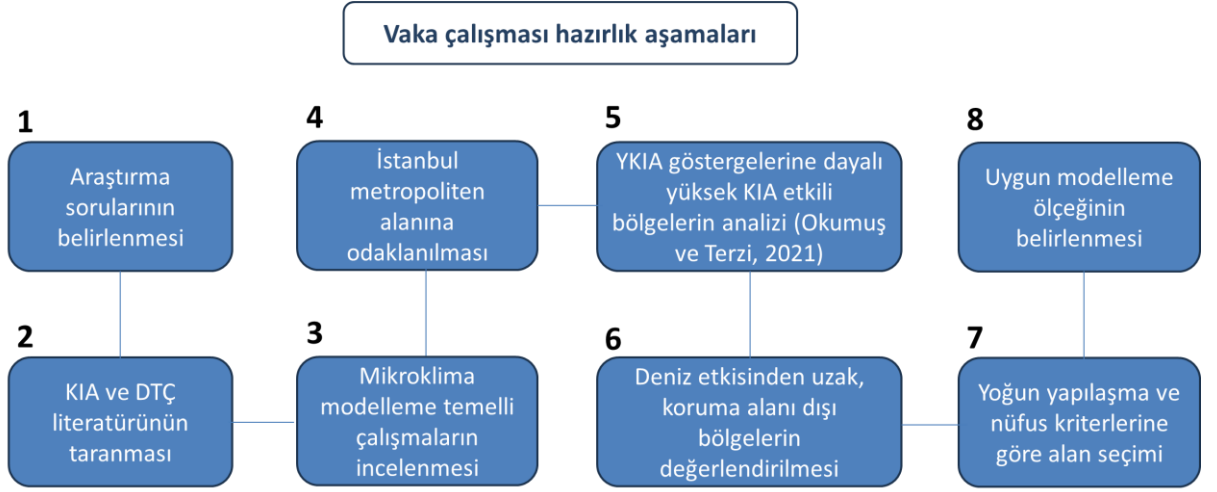 Vaka çalışması hazırlık aşamaları
1
Araştırma
sorularının
belirlenmesi
2
KIA ve DTÇ
literatürünün
taranması
3
Mikroklima
modelleme temelli
çalışmaların
incelenmesi
4
İstanbul
metropoliten
alanına
odaklanılması
5
YKIA göstergelerine dayalı
yüksek KIA etkili
bölgelerin analizi (Okumuş
ve Terzi, 2021)
6
Deniz etkisinden uzak,
koruma alanı dışı
bölgelerin
değerlendirilmesi
7
Yoğun yapılaşma ve
nüfus kriterlerine
göre alan seçimi
8
Uygun modelleme
ölçeğinin
belirlenmesi